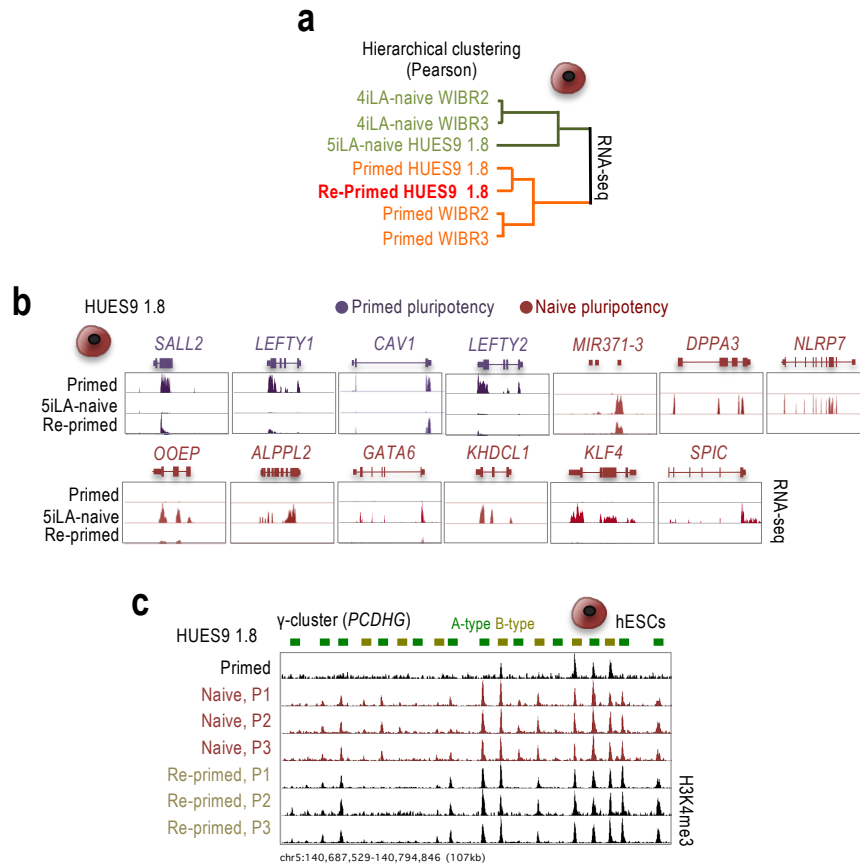 a
Hierarchical clustering
(Pearson)
4iLA-naive WIBR2
4iLA-naive WIBR3
5iLA-naive HUES9 1.8
Primed HUES9 1.8
Re-Primed HUES9 1.8
Primed WIBR2
Primed WIBR3
RNA-seq
b
HUES9 1.8
Primed pluripotency
Naive pluripotency
SALL2
LEFTY1
CAV1
LEFTY2
MIR371-3
DPPA3
NLRP7
Primed
5iLA-naive
Re-primed
OOEP
ALPPL2
GATA6
KHDCL1
KLF4
SPIC
Primed
5iLA-naive
Re-primed
RNA-seq
c
γ-cluster (PCDHG)
A-type B-type
hESCs
HUES9 1.8
Primed
Naive, P1
Naive, P2
Naive, P3
Re-primed, P1
Re-primed, P2
Re-primed, P3
H3K4me3
chr5:140,687,529-140,794,846 (107kb)